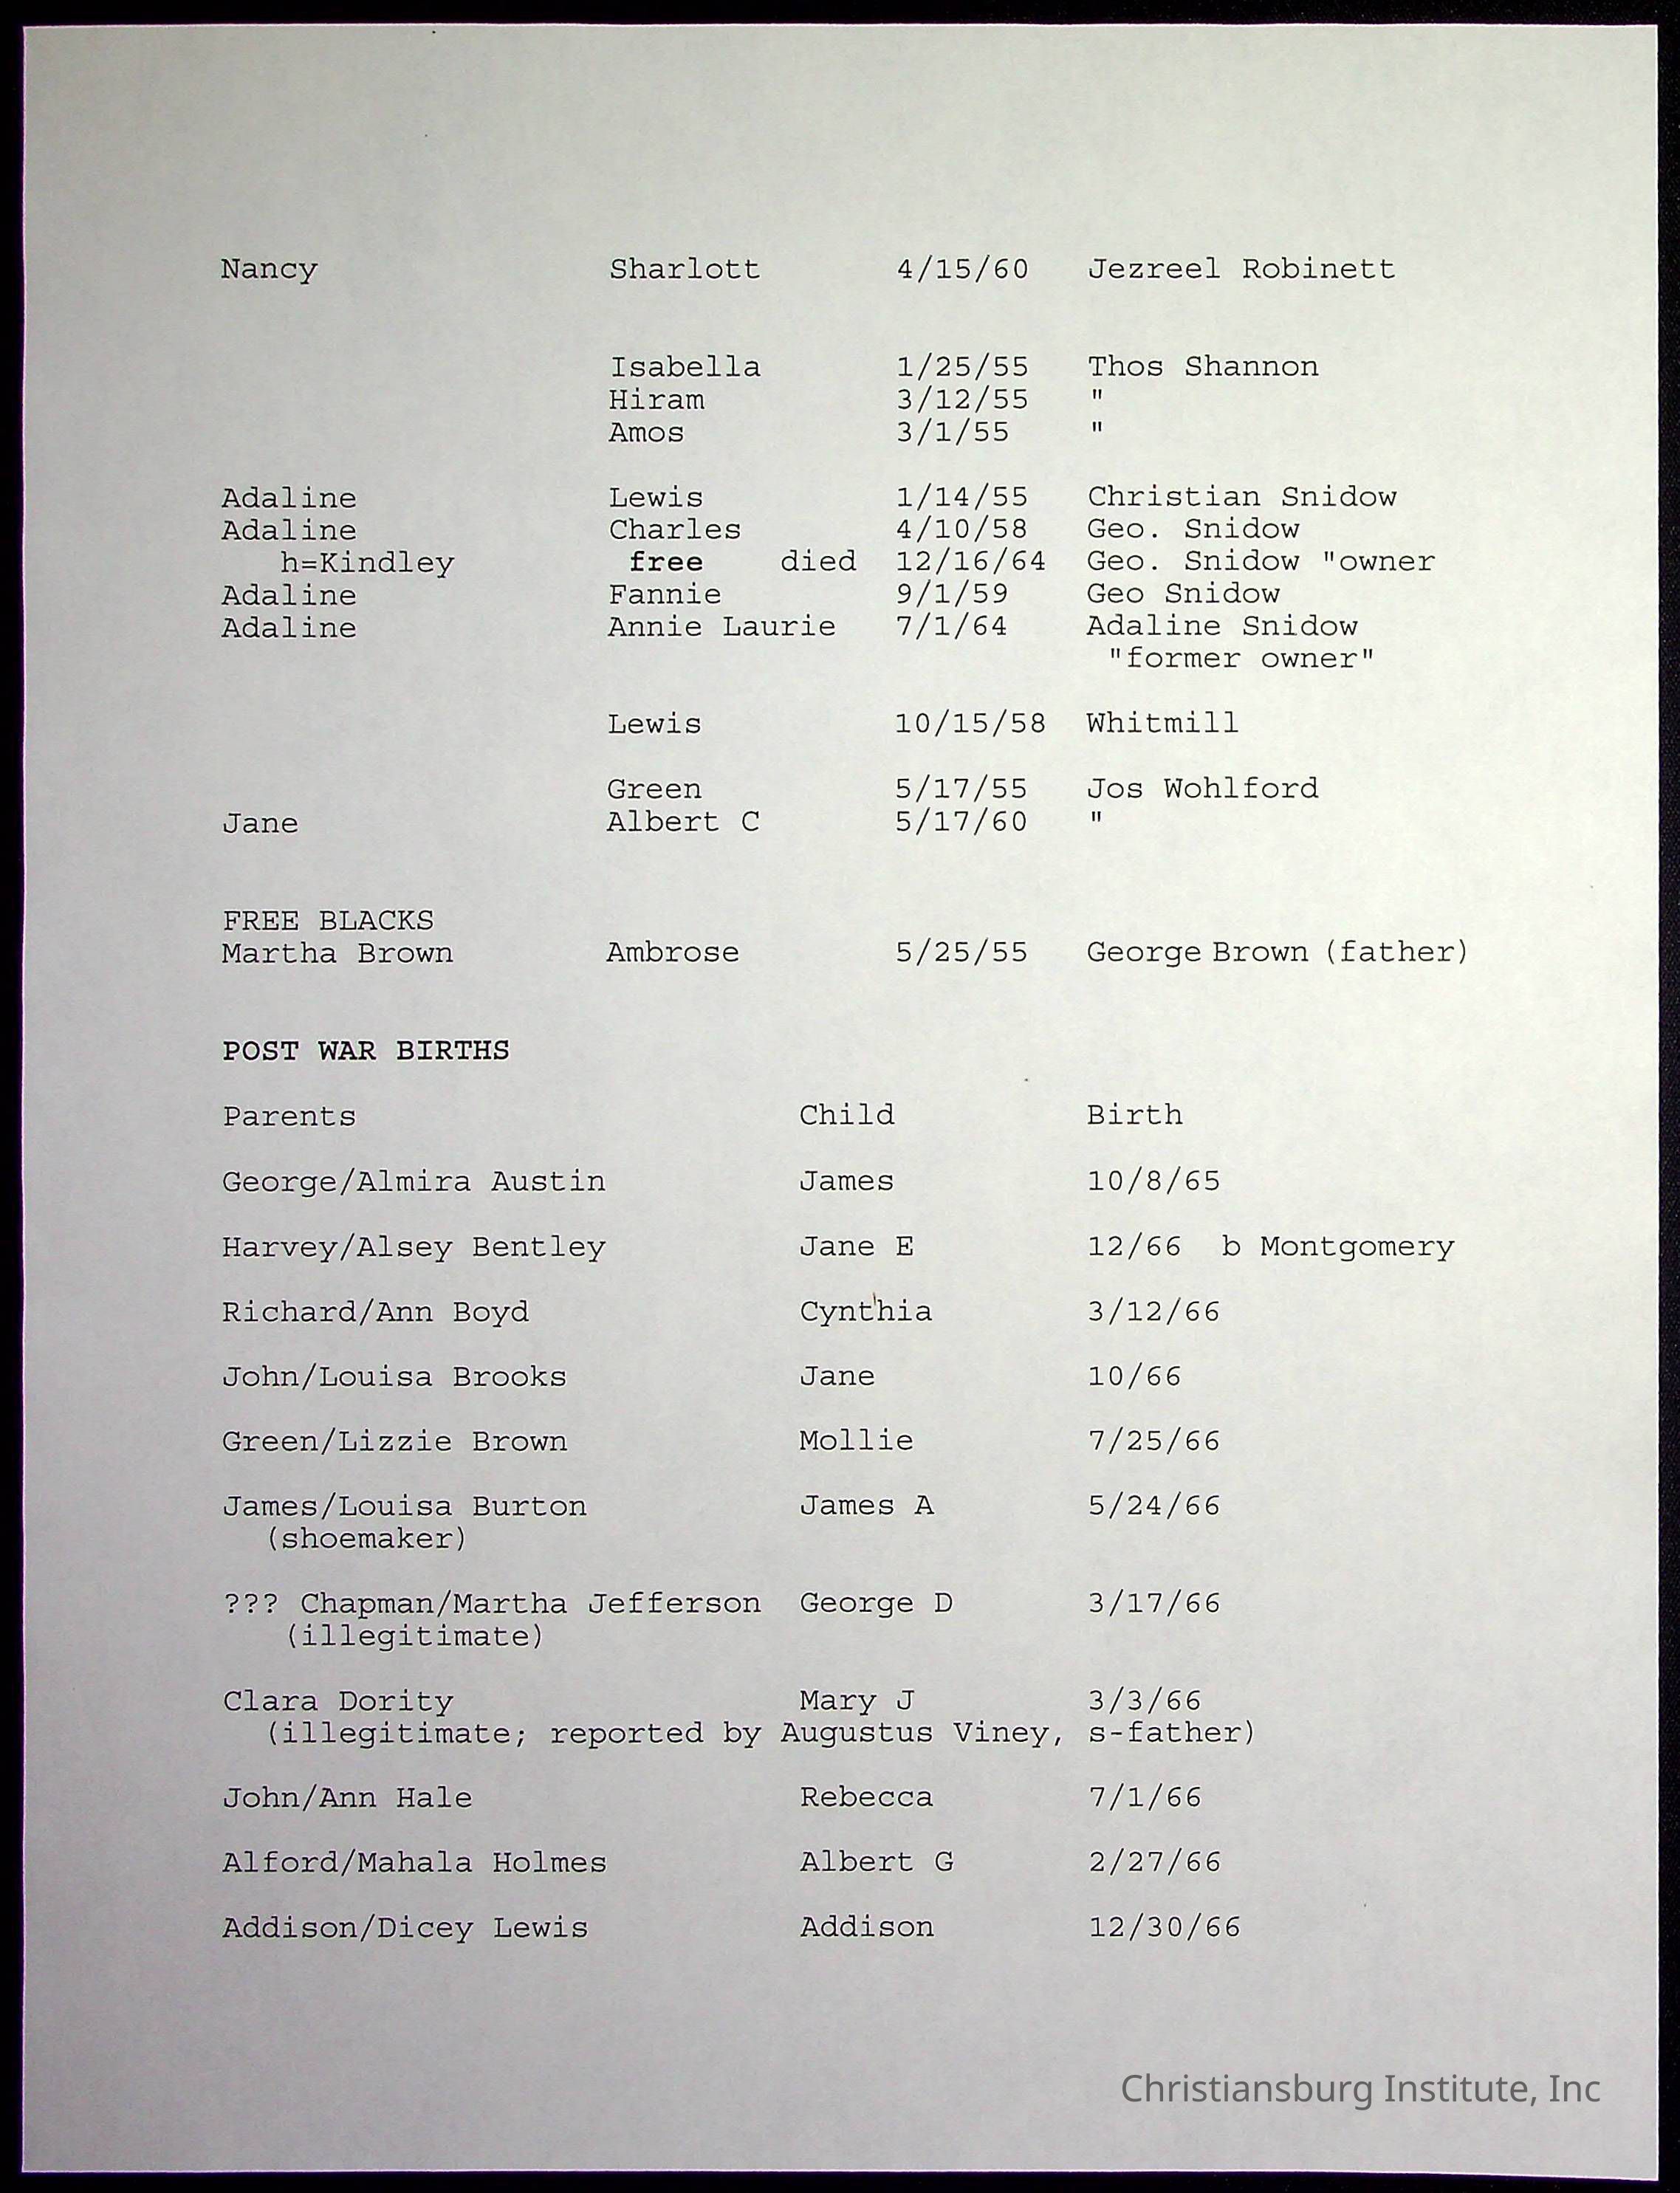 Nancy Sharlott 4/15/60 Jezreel Robinett
Isabella 1/25/55 Thos Shannon
Hiram 3/12/55 "
Amos 3/1/55 "
Adaline Lewis 1/14/55 Christian Snidow
Adaline Charles 4/10/58 Geo. Snidow
h=Kindley free died 12/16/64 Geo. Snidow "owner
Adaline Fannie 9/1/59 Geo Snidow
Adaline Annie Laurie 7/1/64 Adaline Snidow
"former owner"
Lewis 10/15/58 Whitmill
Green 5/17/55 Jos Wohlford
Jane Albert C 5/17/60 "
FREE BLACKS
Martha Brown Ambrose 5/25/55 George Brown (father)
POST WAR BIRTHS
Parents Child Birth
George/Almira Austin James 10/8/65
Harvey/Alsey Bentley Jane E 12/66 b Montgomery
Richard/Ann Boyd Cynthia 3/12/66
John/Louisa Brooks Jane 10/66
Green/Lizzie Brown Mollie 7/25/66
James/Louisa Burton James A 5/24/66
(shoemaker)
??? Chapman/Martha Jefferson George D 3/17/66
(illegitimate)
Clara Dority Mary J 3/3/66
(illegitimate; reported by Augustus Viney, s-father)
John/Ann Hale Rebecca 7/1/66
Alford/Mahala Holmes Albert G 2/27/66
Addison/Dicey Lewis Addison 12/30/66
Christiansburg Institute, Inc